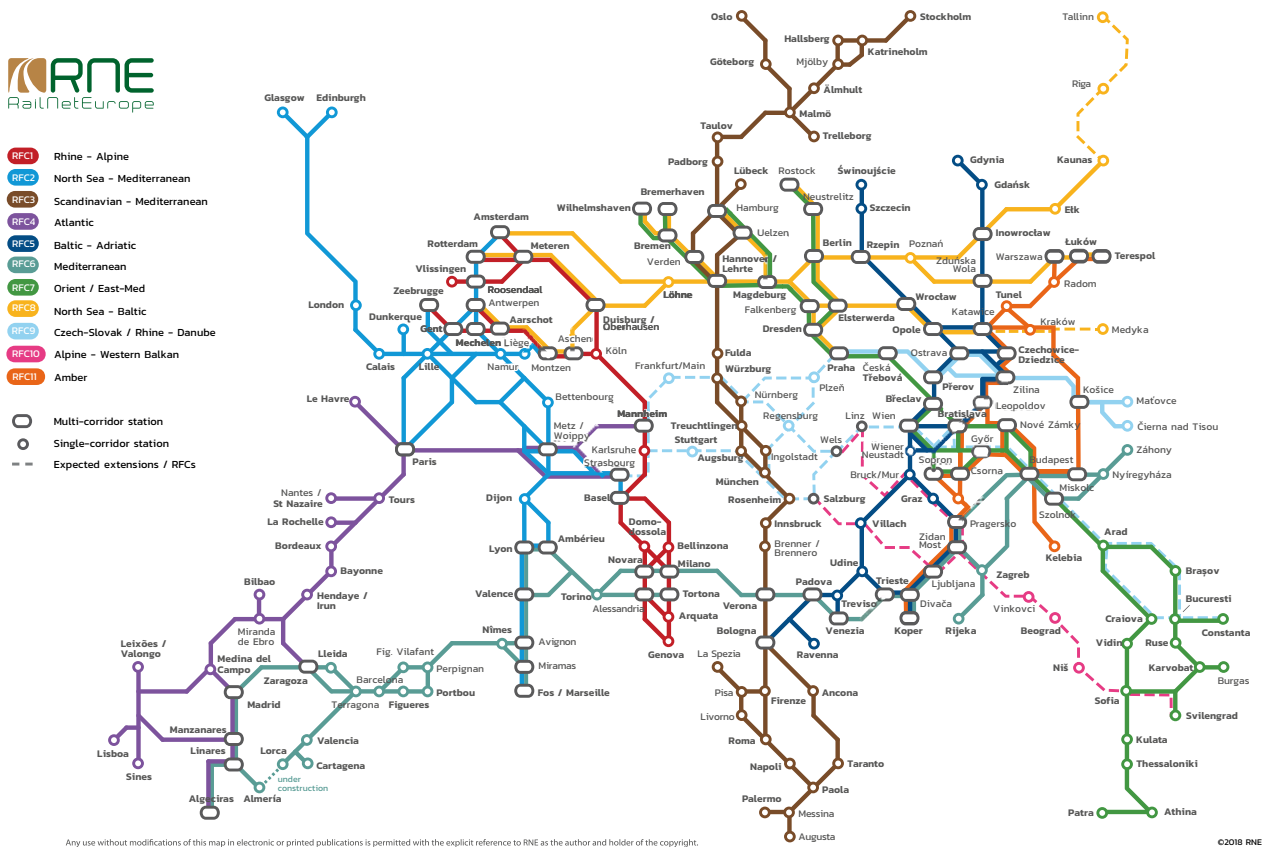 RNE
RailNetEurope
RFC1 Rhine - Alpine
RFC2 North Sea - Mediterranean
RFC3 Scandinavian - Mediterranean
RFC4 Atlantic
RFC5 Baltic - Adriatic
RFC6 Mediterranean
RFC7 Orient / East-Med
RFC8 North Sea - Baltic
RFC9 Czech-Slovak / Rhine - Danube
RFC10 Alpine - Western Balkan
RFC11 Amber
Multi-corridor station
Single-corridor station
Expected extensions / RFCs
Oslo
Stockholm
Tallinn
Hallsberg
Katrineholm
Göteborg
Mjölby
Riga
Älmhult
Glasgow
Edinburgh
Malmö
Taulov
Trelleborg
Padborg
Gdynia
Kaunas
Lübeck
Rostock
Świnoujście
Gdańsk
Bremerhaven
Neustrelitz
Wilhelmshaven
Hamburg
Szczecin
Ełk
Amsterdam
Uelzen
Inowrocław
Bremen
Rotterdam
Meteren
Verden
Hannover /
Lehrte
Berlin
Rzepin
Poznań
Zduńska
Wola
Warszawa
Łuków
Terespol
Vlissingen
Roosendaal
Löhne
Magdeburg
Radom
Zeebrugge
Antwerpen
Wrocław
Tunel
London
Dunkerque
Gent
Aarschot
Duisburg /
Oberhausen
Falkenberg
Elsterwerda
Katowice
Kraków
Medyka
Dresden
Opole
Mechelen
Liège
Aschen
Köln
Calais
Lille
Namur
Montzen
Fulda
Praha
Česká
Třebová
Ostrava
Czechowice-
Dziedzice
Frankfurt/Main
Würzburg
Plzeň
Přerov
Žilina
Košice
Le Havre
Bettenbourg
Nürnberg
Břeclav
Leopoldov
Maťovce
Mannheim
Regensburg
Linz
Wien
Bratislava
Nové Zámky
Čierna nad Tisou
Metz /
Woippy
Treuchtlingen
Stuttgart
Wels
Wiener
Neustadt
Győr
Záhony
Paris
Karlsruhe
Augsburg
Ingolstadt
Sopron
Csorna
Budapest
Strasbourg
München
Bruck/Mur
Miskolc
Nyíregyháza
Nantes /
St Nazaire
Tours
Dijon
Basel
Rosenheim
Salzburg
Graz
Szolnok
La Rochelle
Domo-
dossola
Innsbruck
Villach
Pragersko
Bordeaux
Lyon
Ambérieu
Bellinzona
Brenner /
Brennero
Zidan
Most
Kelebia
Arad
Bayonne
Novara
Milano
Udine
Brașov
Bilbao
Hendaye /
Irun
Valence
Torino
Alessandria
Tortona
Verona
Padova
Treviso
Trieste
Divača
Ljubljana
Zagreb
Vinkovci
Bucuresti
Miranda
de Ebro
Arquata
Venezia
Koper
Rijeka
Beograd
Craiova
Constanta
Leixões /
Valongo
Nîmes
Avignon
Genova
Bologna
Ravenna
Vidin
Ruse
Medina del
Campo
Lleida
Fig. Vilafant
Perpignan
Miramas
La Spezia
Niš
Karvobat
Burgas
Zaragoza
Barcelona
Portbou
Fos / Marseille
Pisa
Firenze
Ancona
Sofia
Madrid
Tarragona
Figueres
Livorno
Svilengrad
Manzanares
Lisboa
Valencia
Roma
Kulata
Linares
Lorca
Cartagena
Napoli
Taranto
Thessaloniki
Sines
under
construction
Algeciras
Almería
Paola
Palermo
Messina
Patra
Athina
Augusta
Any use without modifications of this map in electronic or printed publications is permitted with the explicit reference to RNE as the author and holder of the copyright.
©2018 RNE